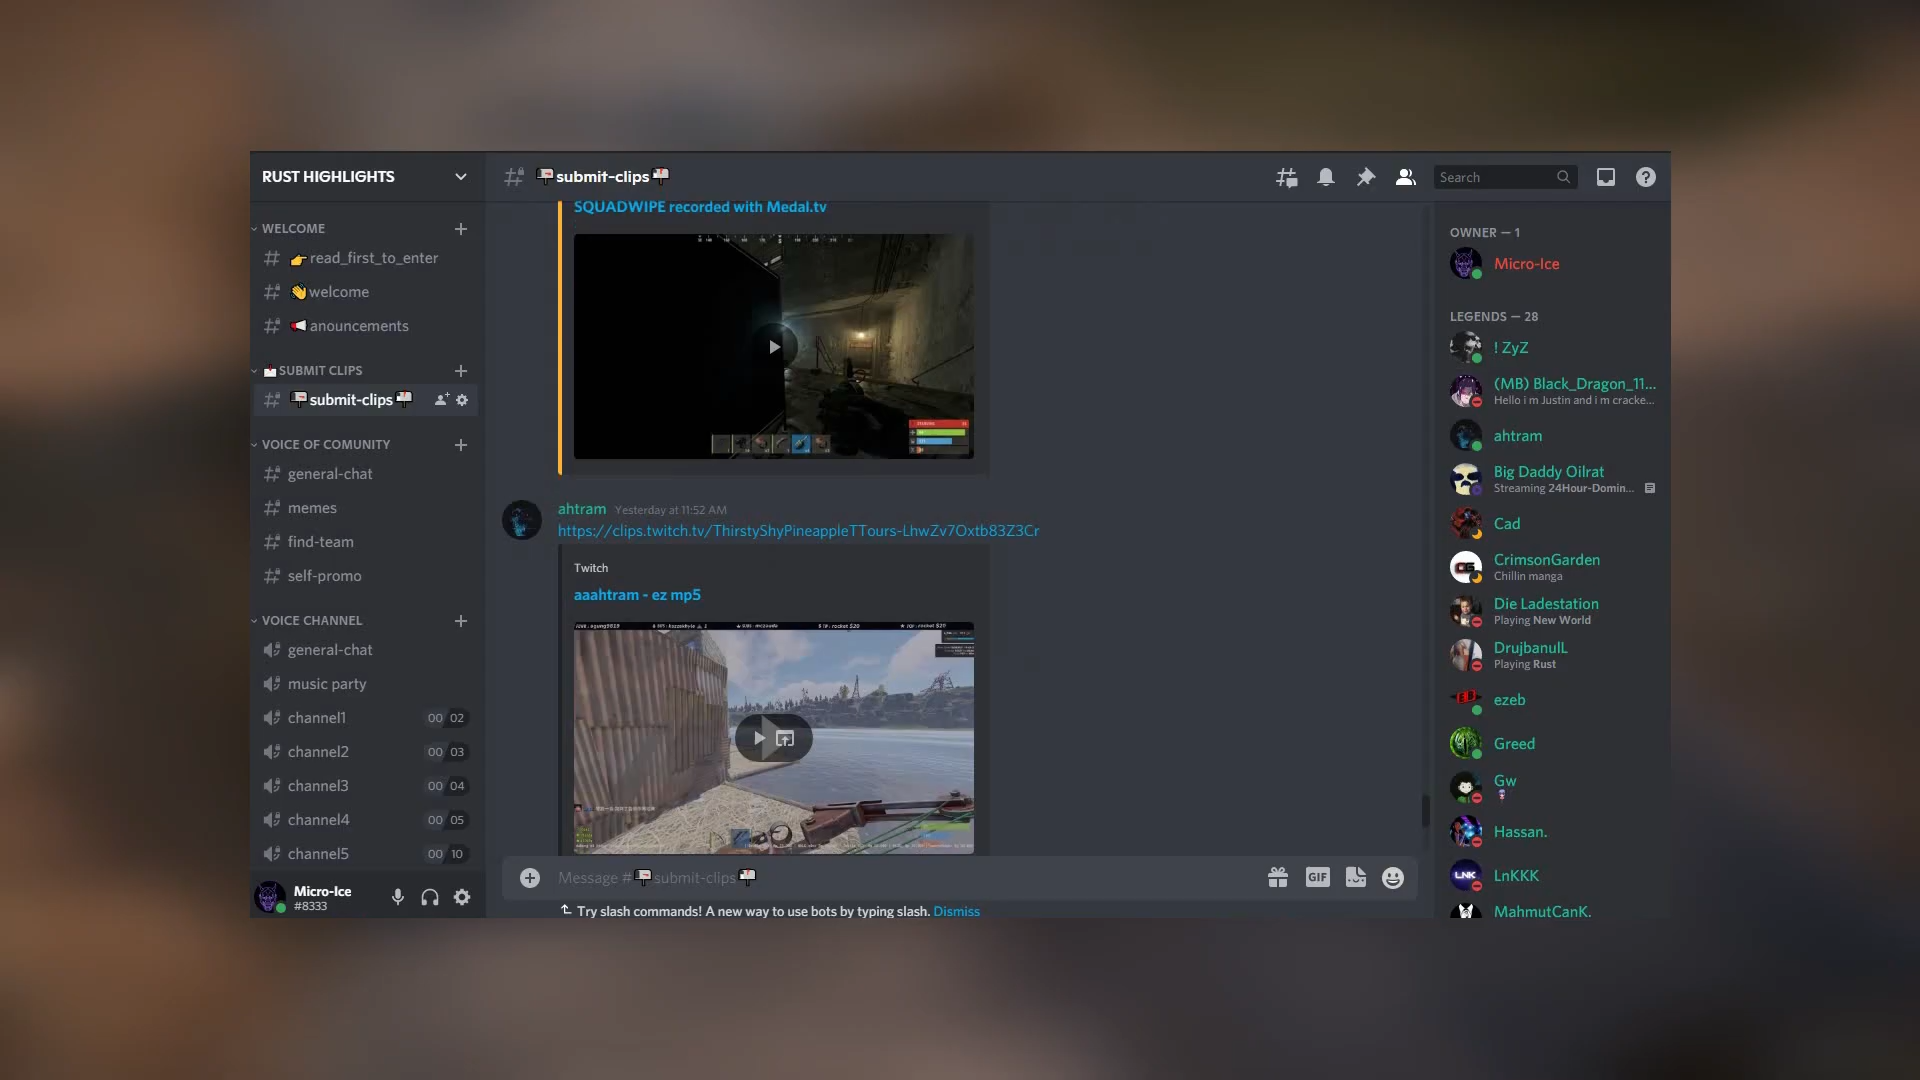 RUST HIGHLIGHTS
WELCOME
read_first_to_enter
welcome
anouncements
SUBMIT CLIPS
submit-clips
VOICE OF COMUNITY
general-chat
memes
find-team
self-promo
VOICE CHANNEL
general-chat
music party
channel1 00 02
channel2 00 03
channel3 00 04
channel4 00 05
channel5 00 10
Micro-Ice
#8333
submit-clips
Search
SQUADWIPE recorded with Medal.tv
ahtram Yesterday at 11:52 AM
https://clips.twitch.tv/ThirstyShyPineappleTTours-LhwZv7Oxtb83Z3Cr
Twitch
aaahtram - ez mp5
Message # submit-clips
GIF
Try slash commands! A new way to use bots by typing slash. Dismiss
OWNER — 1
Micro-Ice
LEGENDS — 28
! ZyZ
(MB) Black_Dragon_11...
Hello i m Justin and i m cracke...
ahtram
Big Daddy Oilrat
Streaming 24Hour-Domin...
Cad
CrimsonGarden
Chillin manga
Die Ladestation
Playing New World
DrujbanulL
Playing Rust
ezeb
Greed
Gw
Hassan.
LNK
LnKKK
MahmutCanK.